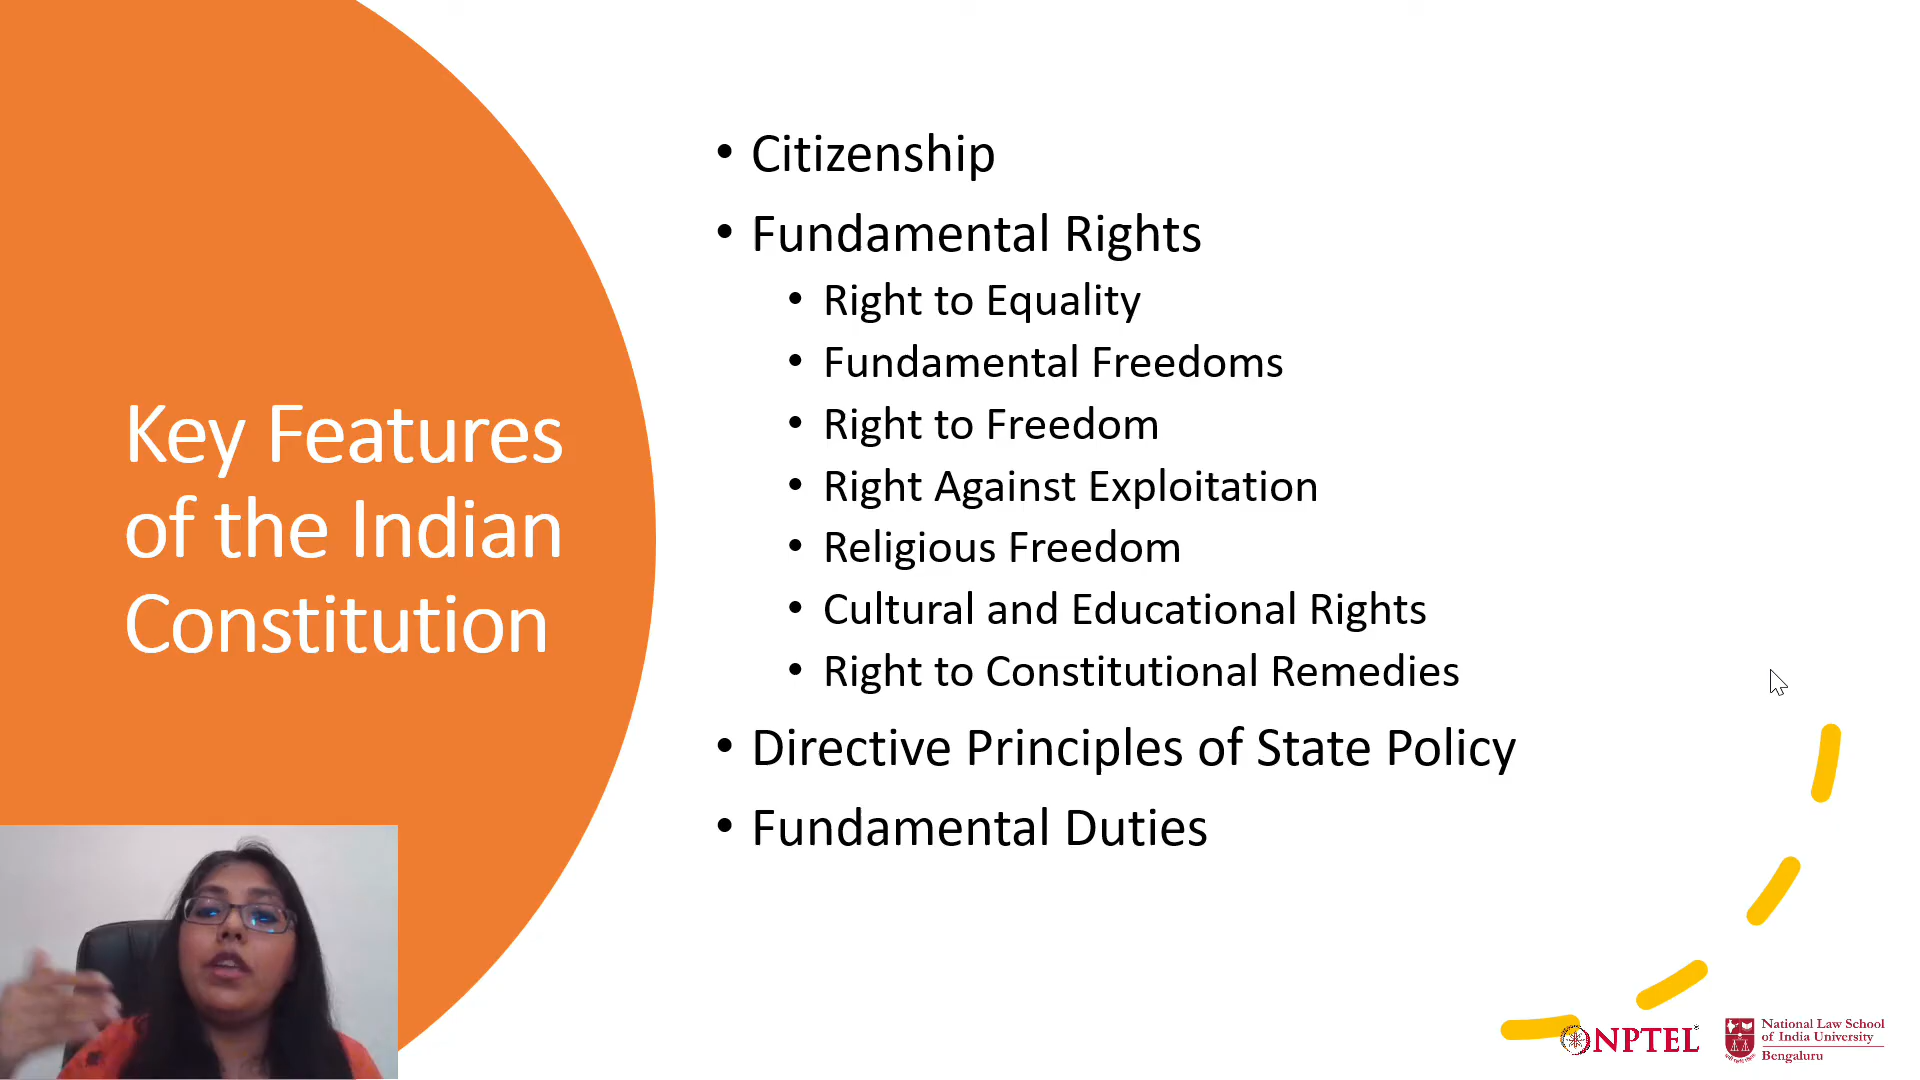 Key Features
of the Indian
Constitution
• Citizenship
• Fundamental Rights
• Right to Equality
• Fundamental Freedoms
• Right to Freedom
• Right Against Exploitation
• Religious Freedom
• Cultural and Educational Rights
• Right to Constitutional Remedies
• Directive Principles of State Policy
• Fundamental Duties
NPTEL
National Law School
of India University
Bengaluru